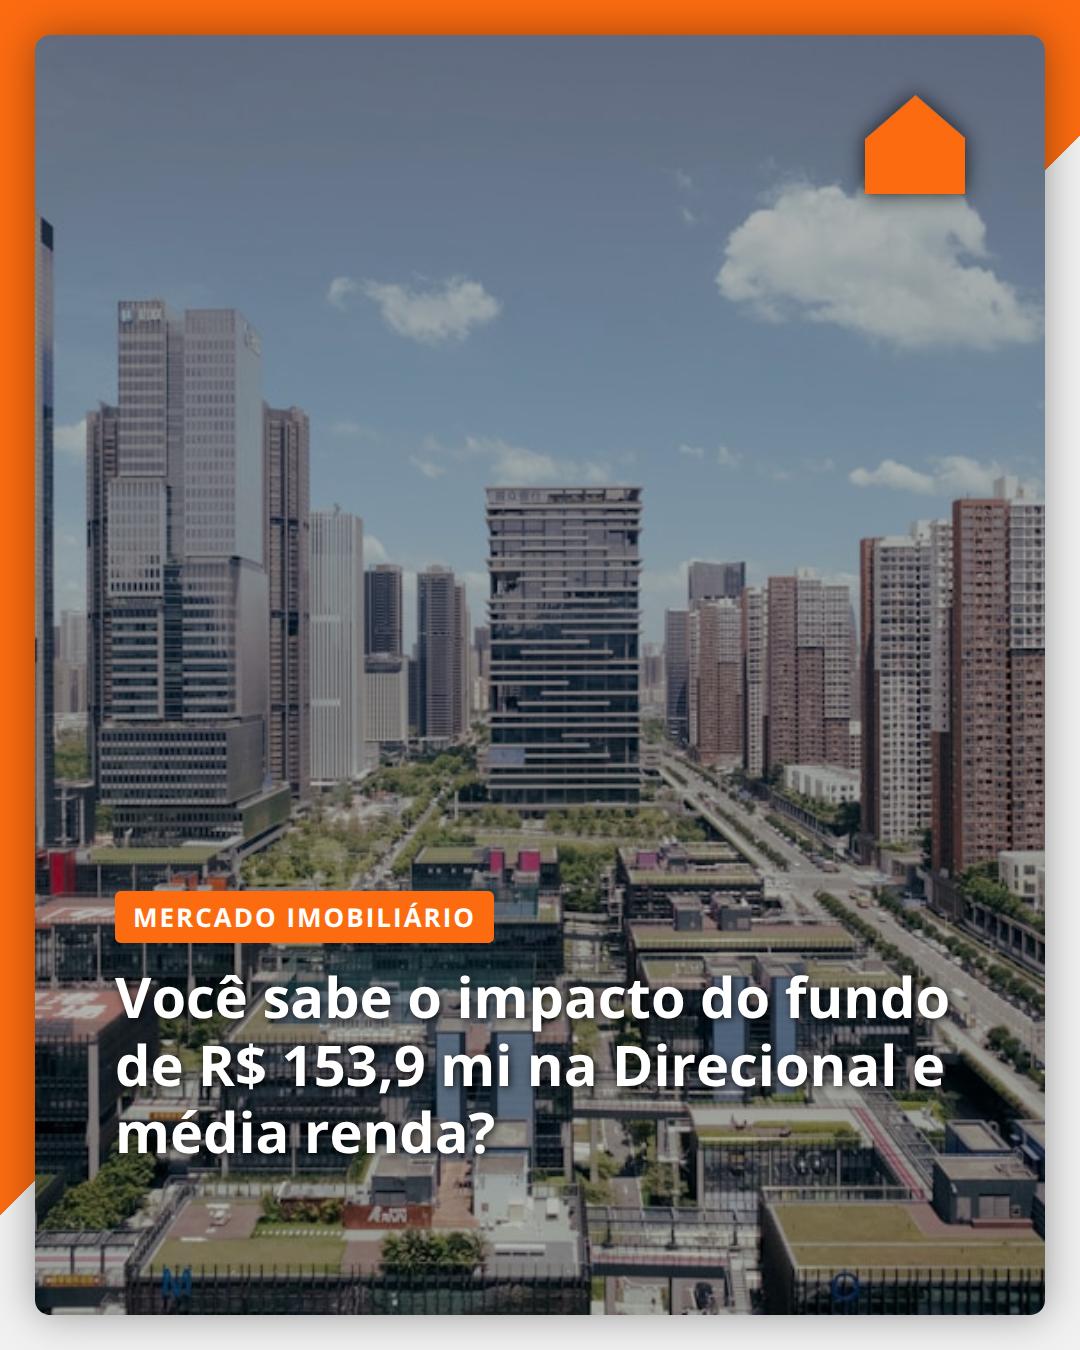 MERCADO IMOBILIÁRIO
Você sabe o impacto do fundo
de R$ 153,9 mi na Direcional e
média renda?